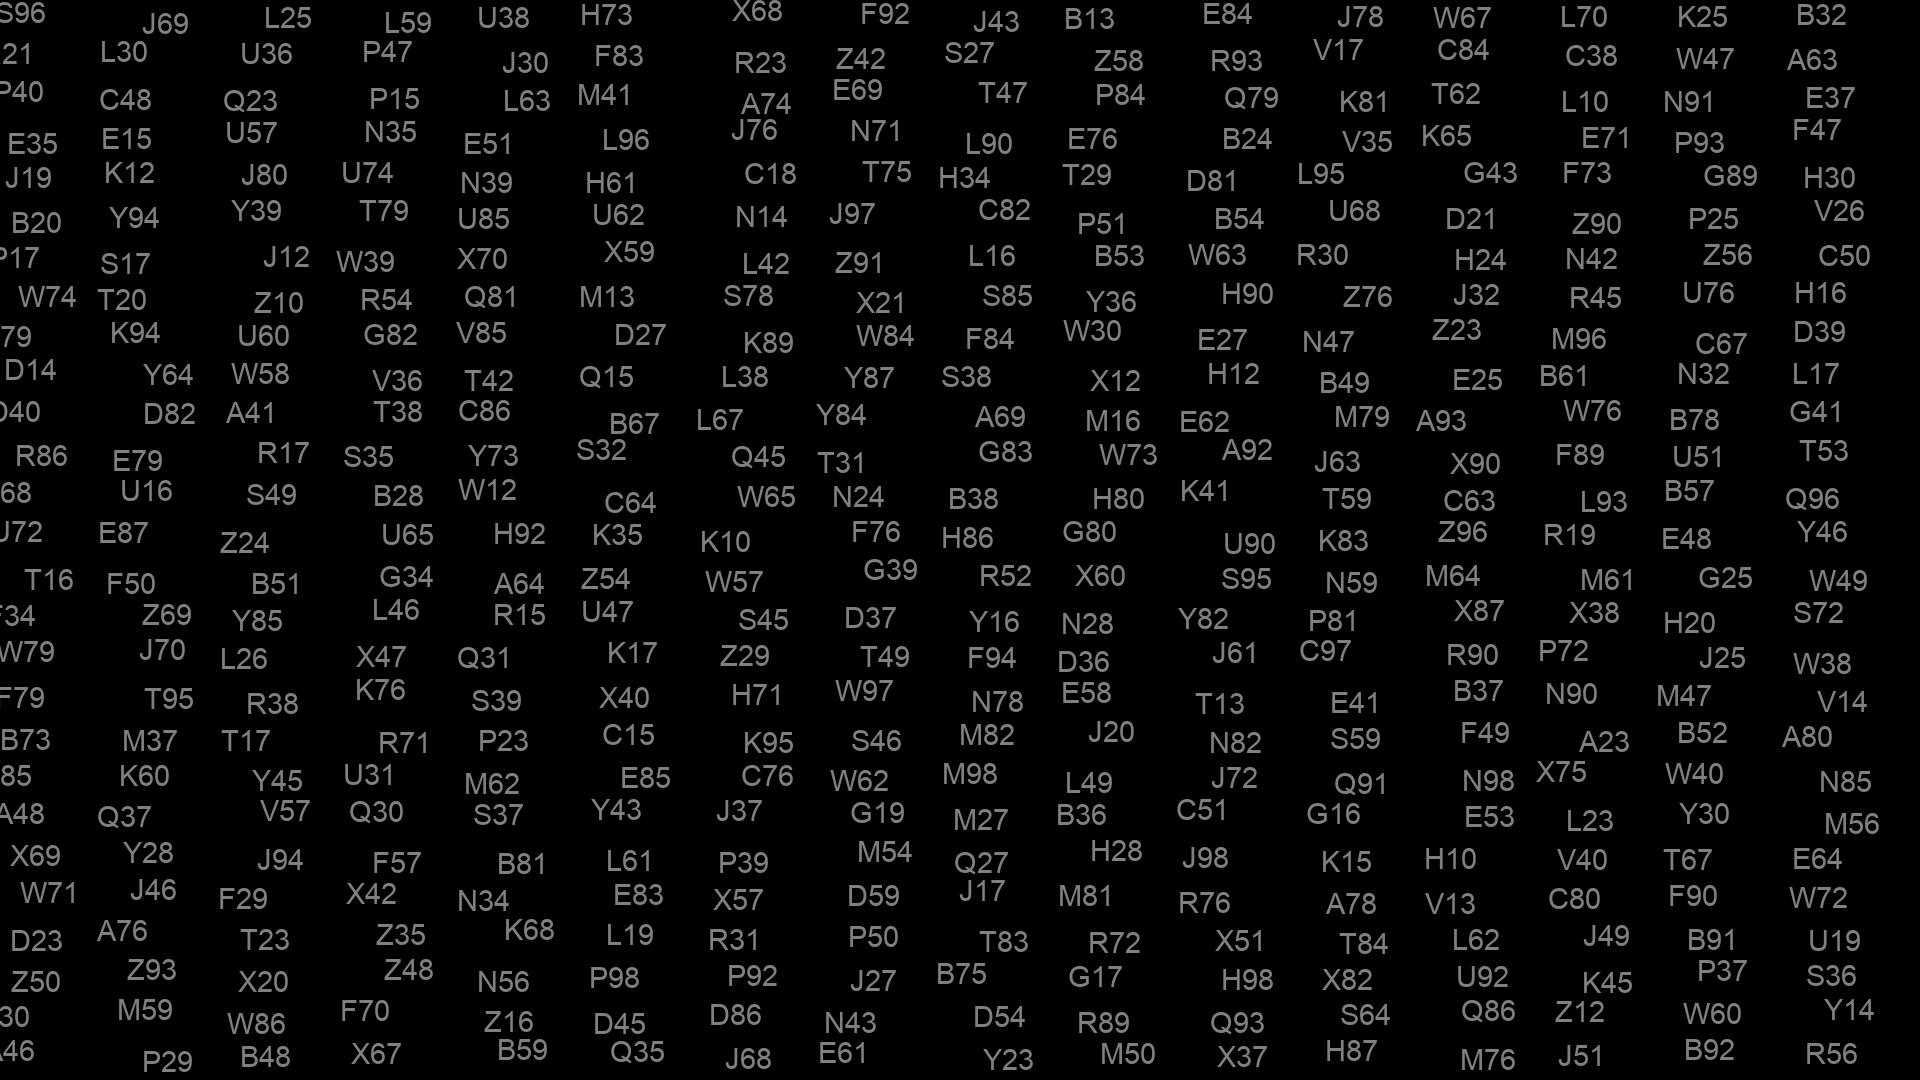 S96 J69 L25 L59 U38 H73 X68 F92 J43 B13 E84 J78 W67 L70 K25 B32
21 L30 U36 P47 J30 F83 R23 Z42 S27 Z58 R93 V17 C84 C38 W47 A63
P40 C48 Q23 P15 L63 M41 A74 E69 T47 P84 Q79 K81 T62 L10 N91 E37
E35 E15 U57 N35 E51 L96 J76 N71 L90 E76 B24 V35 K65 E71 P93 F47
J19 K12 J80 U74 N39 H61 C18 T75 H34 T29 D81 L95 G43 F73 G89 H30
B20 Y94 Y39 T79 U85 U62 N14 J97 C82 P51 B54 U68 D21 Z90 P25 V26
P17 S17 J12 W39 X70 X59 L42 Z91 L16 B53 W63 R30 H24 N42 Z56 C50
W74 T20 Z10 R54 Q81 M13 S78 X21 S85 Y36 H90 Z76 J32 R45 U76 H16
79 K94 U60 G82 V85 D27 K89 W84 F84 W30 E27 N47 Z23 M96 C67 D39
D14 Y64 W58 V36 T42 Q15 L38 Y87 S38 X12 H12 B49 E25 B61 N32 L17
D40 D82 A41 T38 C86 B67 L67 Y84 A69 M16 E62 M79 A93 W76 B78 G41
R86 E79 R17 S35 Y73 S32 Q45 T31 G83 W73 A92 J63 X90 F89 U51 T53
68 U16 S49 B28 W12 C64 W65 N24 B38 H80 K41 T59 C63 L93 B57 Q96
U72 E87 Z24 U65 H92 K35 K10 F76 H86 G80 U90 K83 Z96 R19 E48 Y46
T16 F50 B51 G34 A64 Z54 W57 G39 R52 X60 S95 N59 M64 M61 G25 W49
F34 Z69 Y85 L46 R15 U47 S45 D37 Y16 N28 Y82 P81 X87 X38 H20 S72
W79 J70 L26 X47 Q31 K17 Z29 T49 F94 D36 J61 C97 R90 P72 J25 W38
F79 T95 R38 K76 S39 X40 H71 W97 N78 E58 T13 E41 B37 N90 M47 V14
B73 M37 T17 R71 P23 C15 K95 S46 M82 J20 N82 S59 F49 A23 B52 A80
85 K60 Y45 U31 M62 E85 C76 W62 M98 L49 J72 Q91 N98 X75 W40 N85
A48 Q37 V57 Q30 S37 Y43 J37 G19 M27 B36 C51 G16 E53 L23 Y30 M56
X69 Y28 J94 F57 B81 L61 P39 M54 Q27 H28 J98 K15 H10 V40 T67 E64
W71 J46 F29 X42 N34 E83 X57 D59 J17 M81 R76 A78 V13 C80 F90 W72
D23 A76 T23 Z35 K68 L19 R31 P50 T83 R72 X51 T84 L62 J49 B91 U19
Z50 Z93 X20 Z48 N56 P98 P92 J27 B75 G17 H98 X82 U92 K45 P37 S36
30 M59 W86 F70 Z16 D45 D86 N43 D54 R89 Q93 S64 Q86 Z12 W60 Y14
46 P29 B48 X67 B59 Q35 J68 E61 Y23 M50 X37 H87 M76 J51 B92 R56